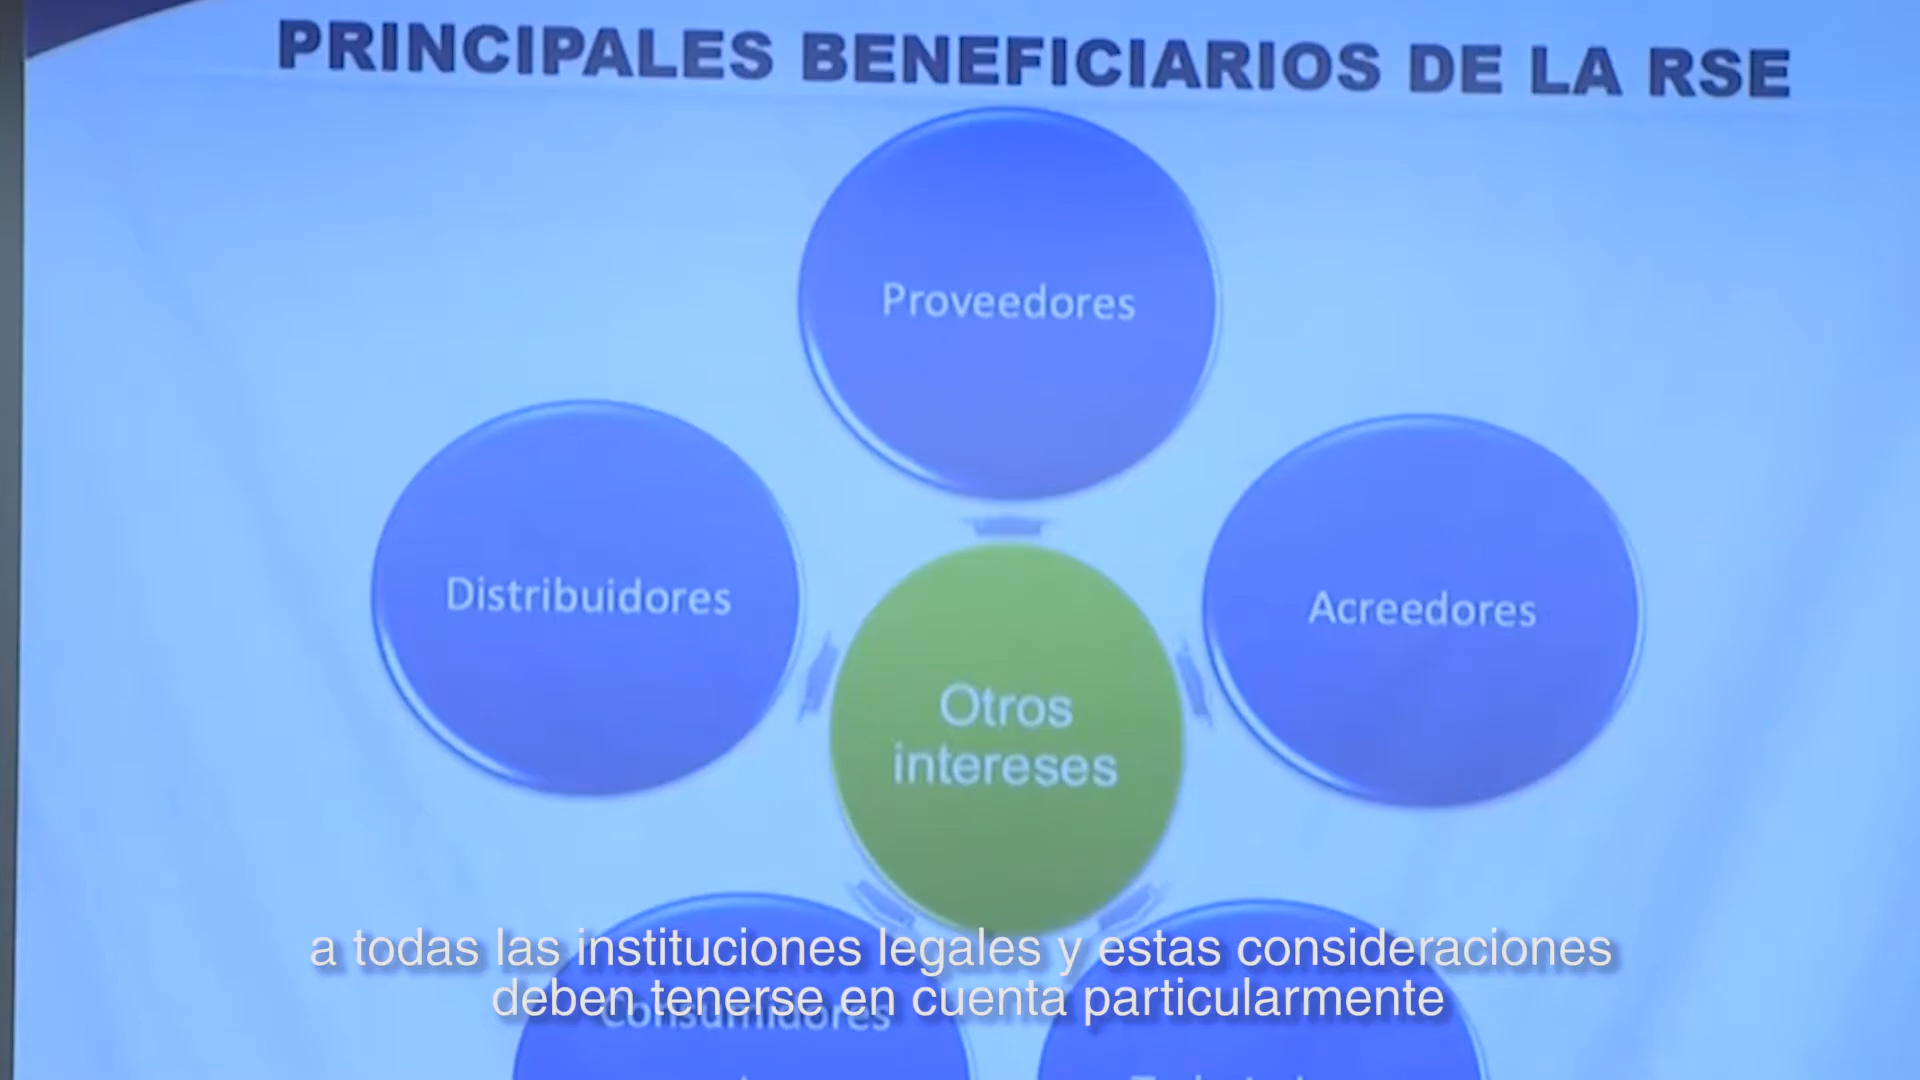 PRINCIPALES BENEFICIARIOS DE LA RSE
Proveedores
Distribuidores
Acreedores
Otros
intereses
a todas las instituciones legales y estas consideraciones
deben tenerse en cuenta particularmente
Consumidores